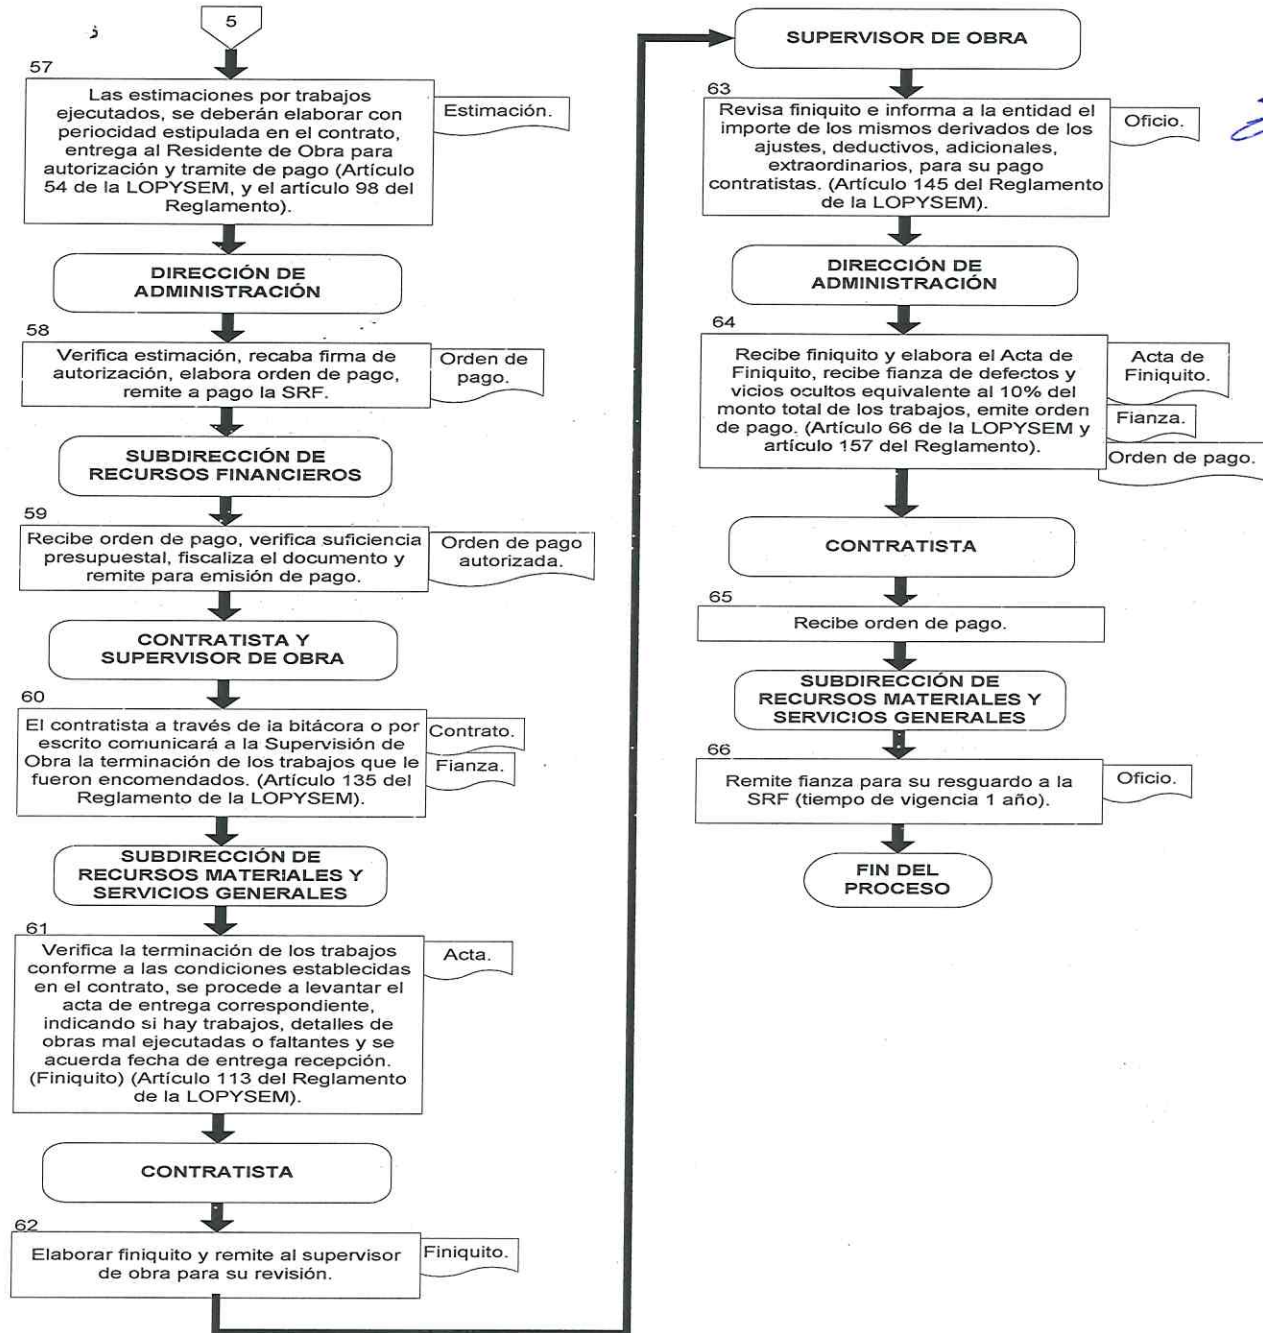 5
57
Las estimaciones por trabajos
ejecutados, se deberán elaborar con
periocidad estipulada en el contrato,
entrega al Residente de Obra para
autorización y tramite de pago (Artículo
54 de la LOPYSEM, y el artículo 98 del
Reglamento).
Estimación.
DIRECCIÓN DE
ADMINISTRACIÓN
58
Verifica estimación, recaba firma de
autorización, elabora orden de pago,
remite a pago la SRF.
Orden de
pago.
SUBDIRECCIÓN DE
RECURSOS FINANCIEROS
59
Recibe orden de pago, verifica suficiencia
presupuestal, fiscaliza el documento y
remite para emisión de pago.
Orden de pago
autorizada.
CONTRATISTA Y
SUPERVISOR DE OBRA
60
El contratista a través de la bitácora o por
escrito comunicará a la Supervisión de
Obra la terminación de los trabajos que le
fueron encomendados. (Artículo 135 del
Reglamento de la LOPYSEM).
Contrato.
Fianza.
SUBDIRECCIÓN DE
RECURSOS MATERIALES Y
SERVICIOS GENERALES
61
Verifica la terminación de los trabajos
conforme a las condiciones establecidas
en el contrato, se procede a levantar el
acta de entrega correspondiente,
indicando si hay trabajos, detalles de
obras mal ejecutadas o faltantes y se
acuerda fecha de entrega recepción.
(Finiquito) (Artículo 113 del Reglamento
de la LOPYSEM).
Acta.
CONTRATISTA
62
Elaborar finiquito y remite al supervisor
de obra para su revisión.
Finiquito.
SUPERVISOR DE OBRA
63
Revisa finiquito e informa a la entidad el
importe de los mismos derivados de los
ajustes, deductivos, adicionales,
extraordinarios, para su pago
contratistas. (Artículo 145 del Reglamento
de la LOPYSEM).
Oficio.
DIRECCIÓN DE
ADMINISTRACIÓN
64
Recibe finiquito y elabora el Acta de
Finiquito, recibe fianza de defectos y
vicios ocultos equivalente al 10% del
monto total de los trabajos, emite orden
de pago. (Artículo 66 de la LOPYSEM y
artículo 157 del Reglamento).
Acta de
Finiquito.
Fianza.
Orden de pago.
CONTRATISTA
65
Recibe orden de pago.
SUBDIRECCIÓN DE
RECURSOS MATERIALES Y
SERVICIOS GENERALES
66
Remite fianza para su resguardo a la
SRF (tiempo de vigencia 1 año).
Oficio.
FIN DEL
PROCESO